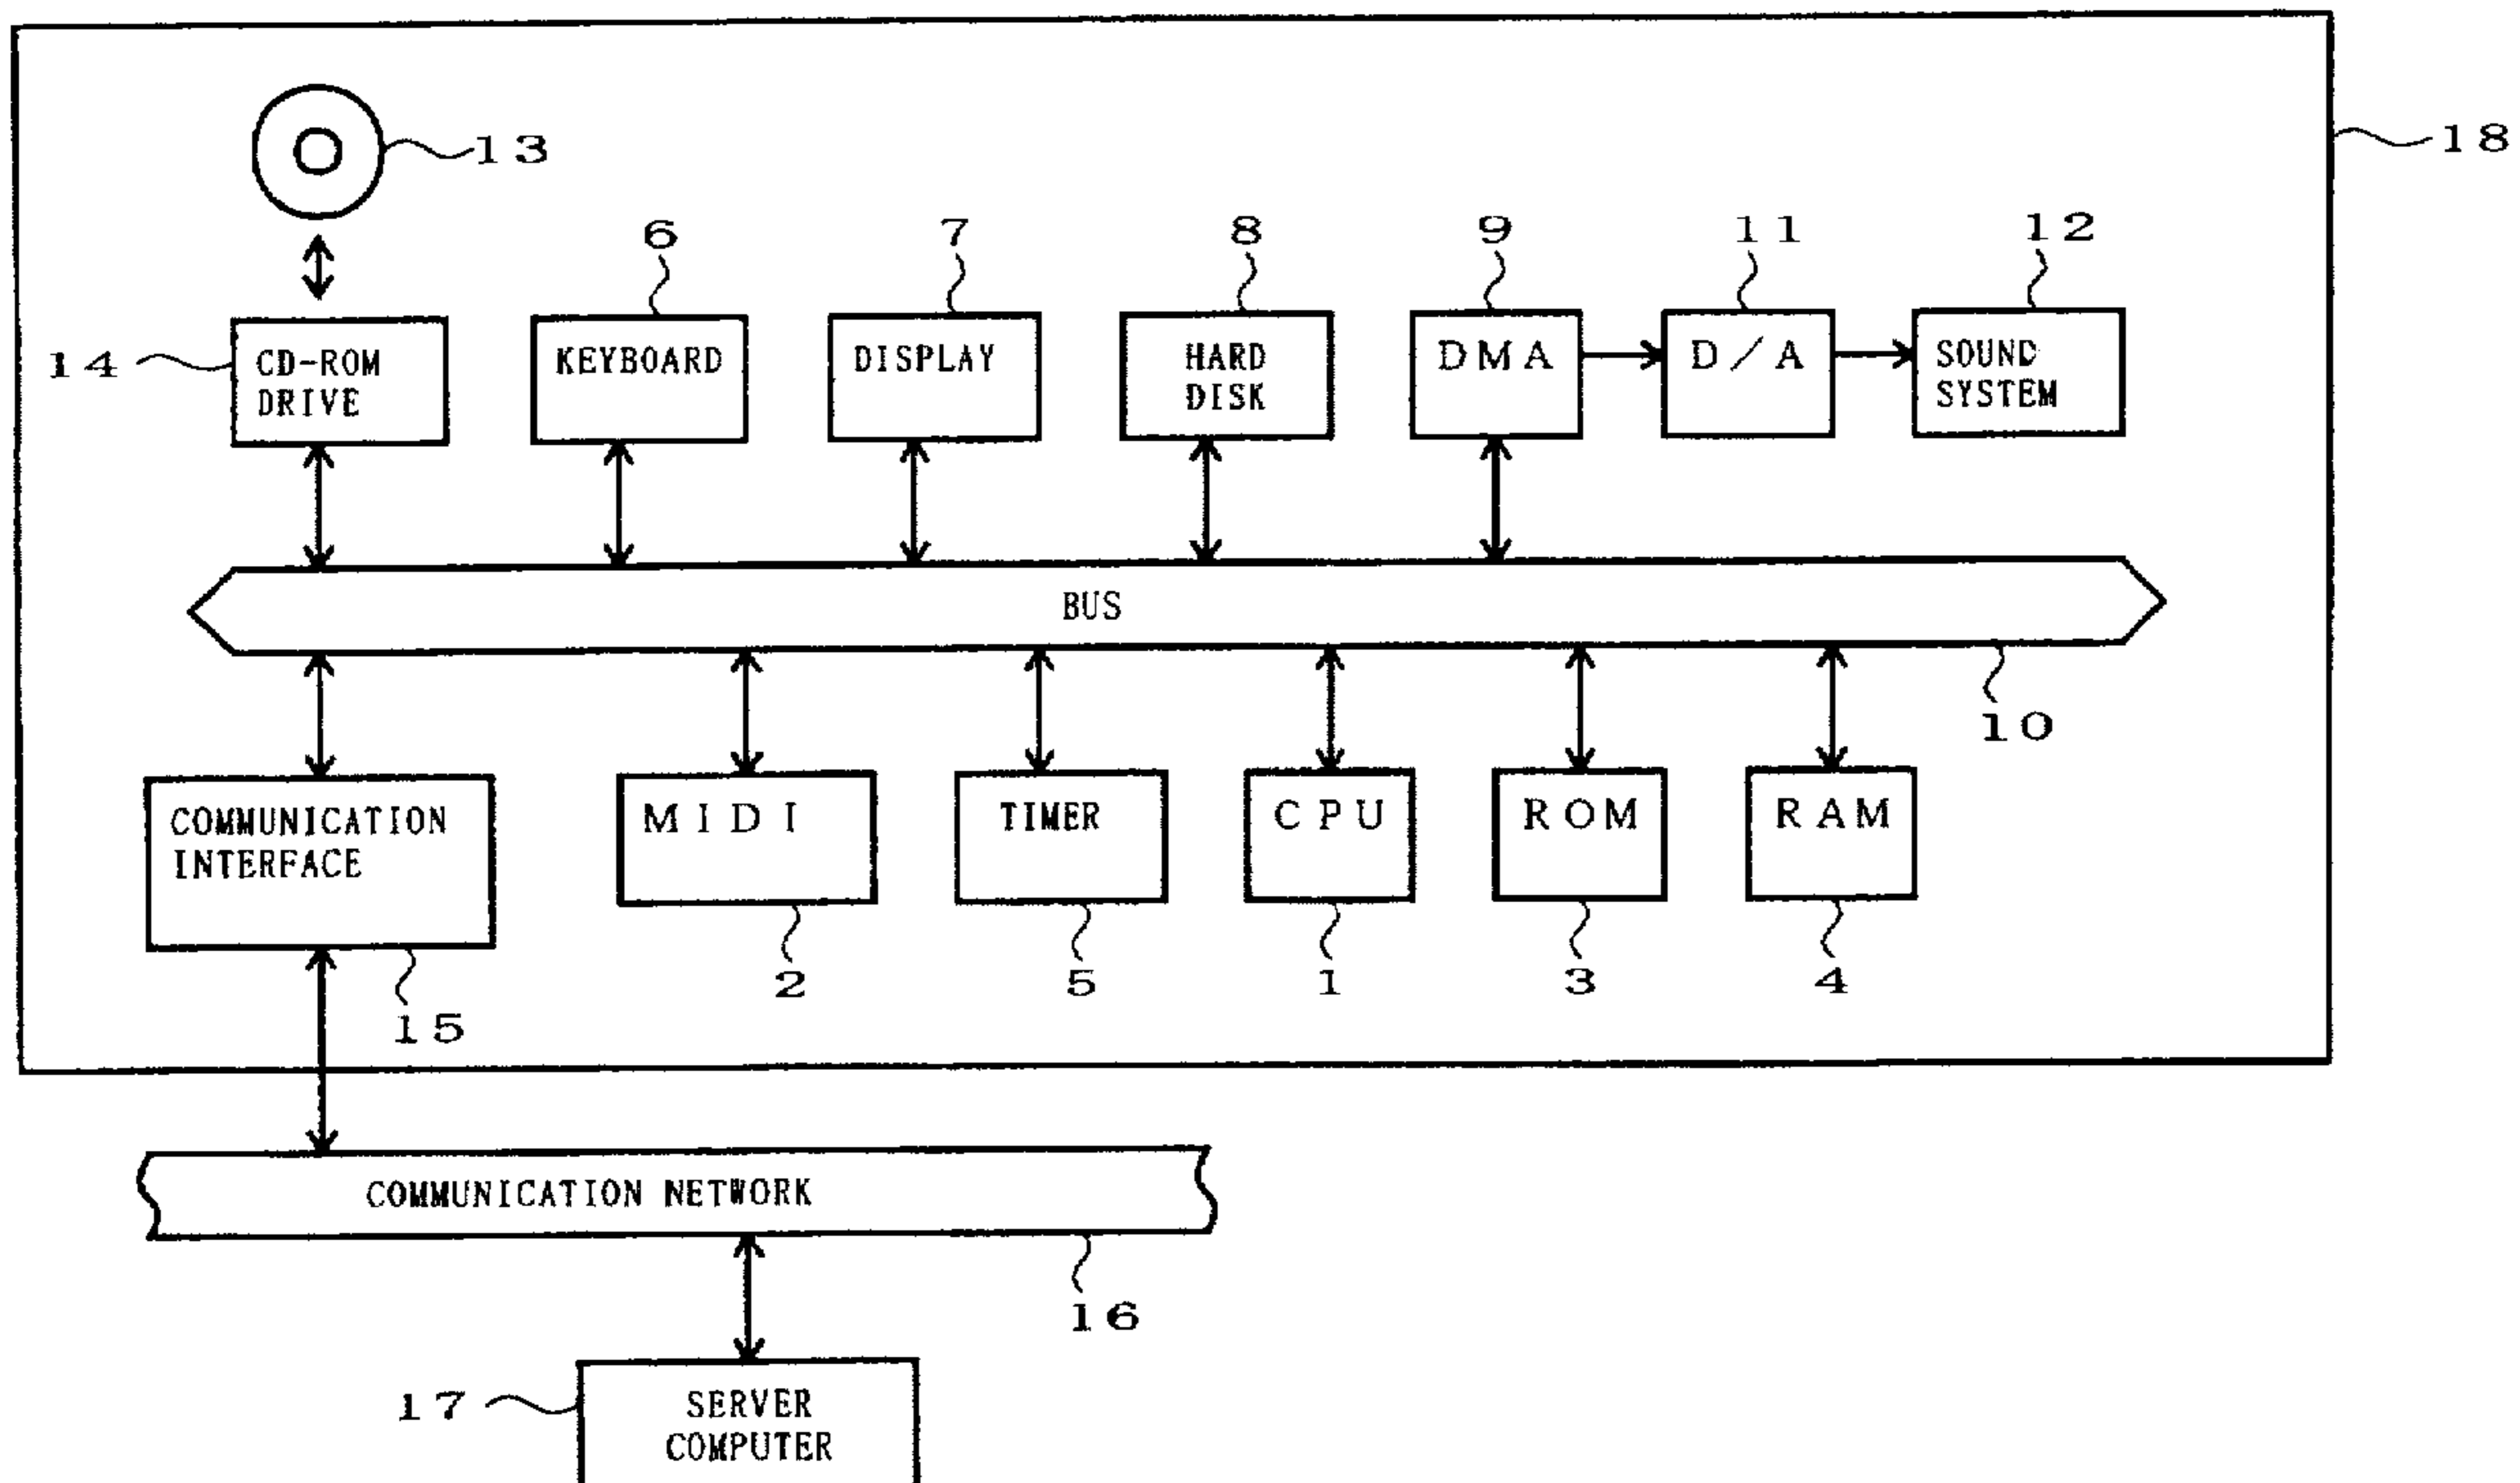 13
18
6
7
8
9
11
12
14
CD-ROM
DRIVE
KEYBOARD
DISPLAY
HARD
DISK
DMA
D/A
SOUND
SYSTEM
BUS
10
COMMUNICATION
INTERFACE
MIDI
TIMER
CPU
ROM
RAM
2
5
1
3
4
15
COMMUNICATION NETWORK
16
17
SERVER
COMPUTER